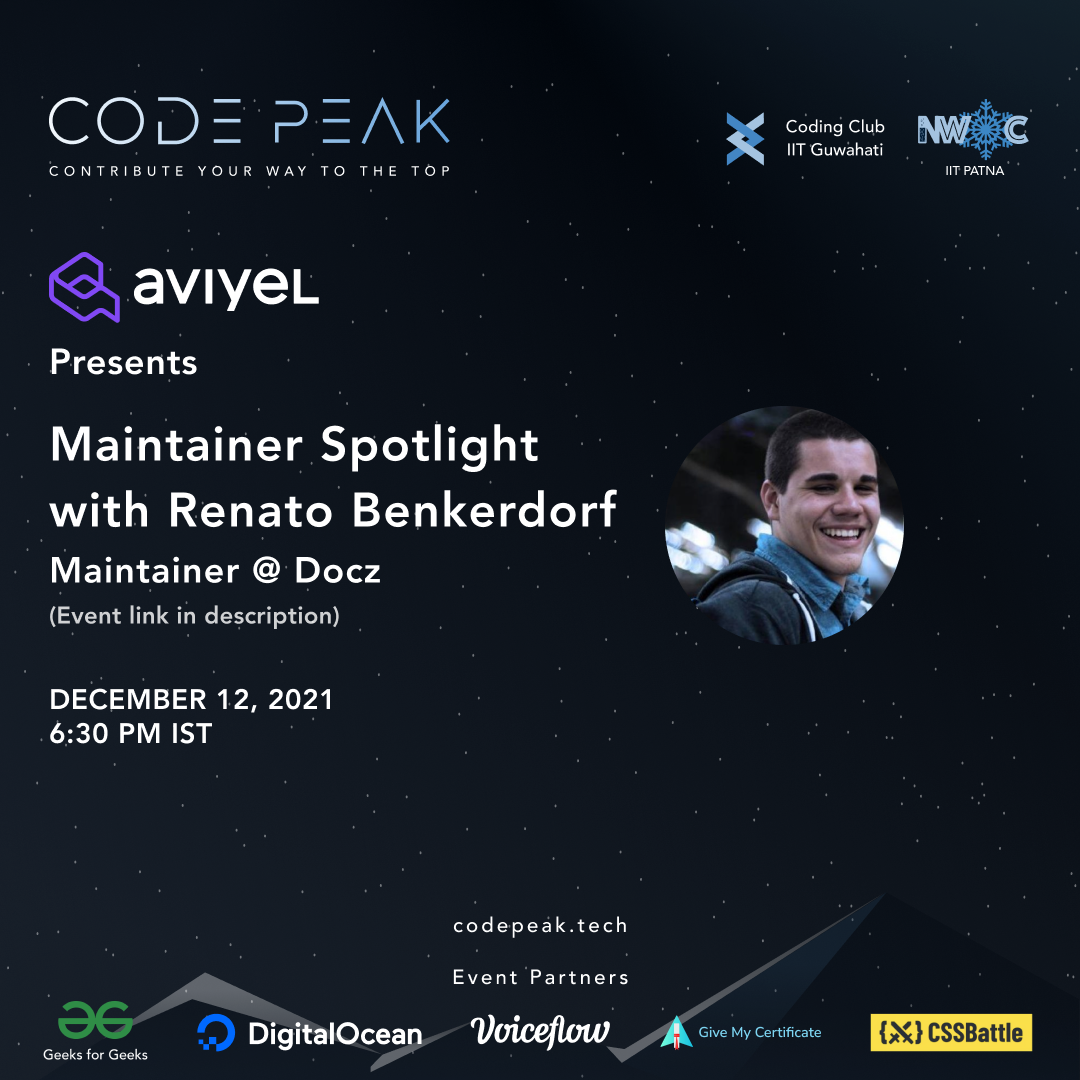 CODE PEAK
CONTRIBUTE YOUR WAY TO THE TOP
Coding Club
IIT Guwahati
NWOC
IIT PATNA
aviyel
Presents
Maintainer Spotlight
with Renato Benkerdorf
Maintainer @ Docz
(Event link in description)
DECEMBER 12, 2021
6:30 PM IST
codepeak.tech
Event Partners
Geeks for Geeks
DigitalOcean
Voiceflow
Give My Certificate
CSSBattle